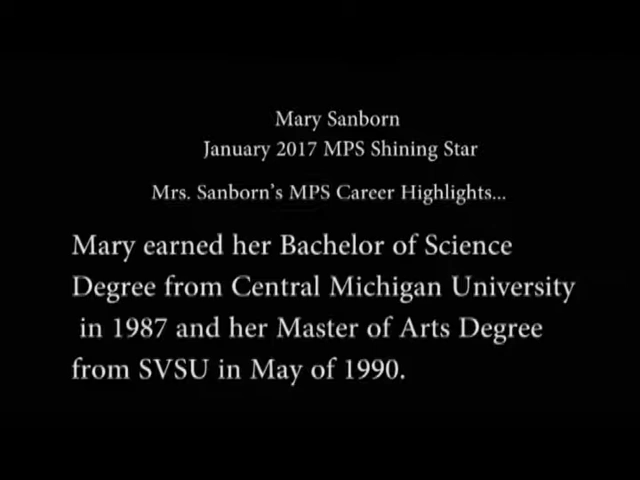 Mary Sanborn
January 2017 MPS Shining Star
Mrs. Sanborn's MPS Career Highlights...
Mary earned her Bachelor of Science
Degree from Central Michigan University
in 1987 and her Master of Arts Degree
from SVSU in May of 1990.